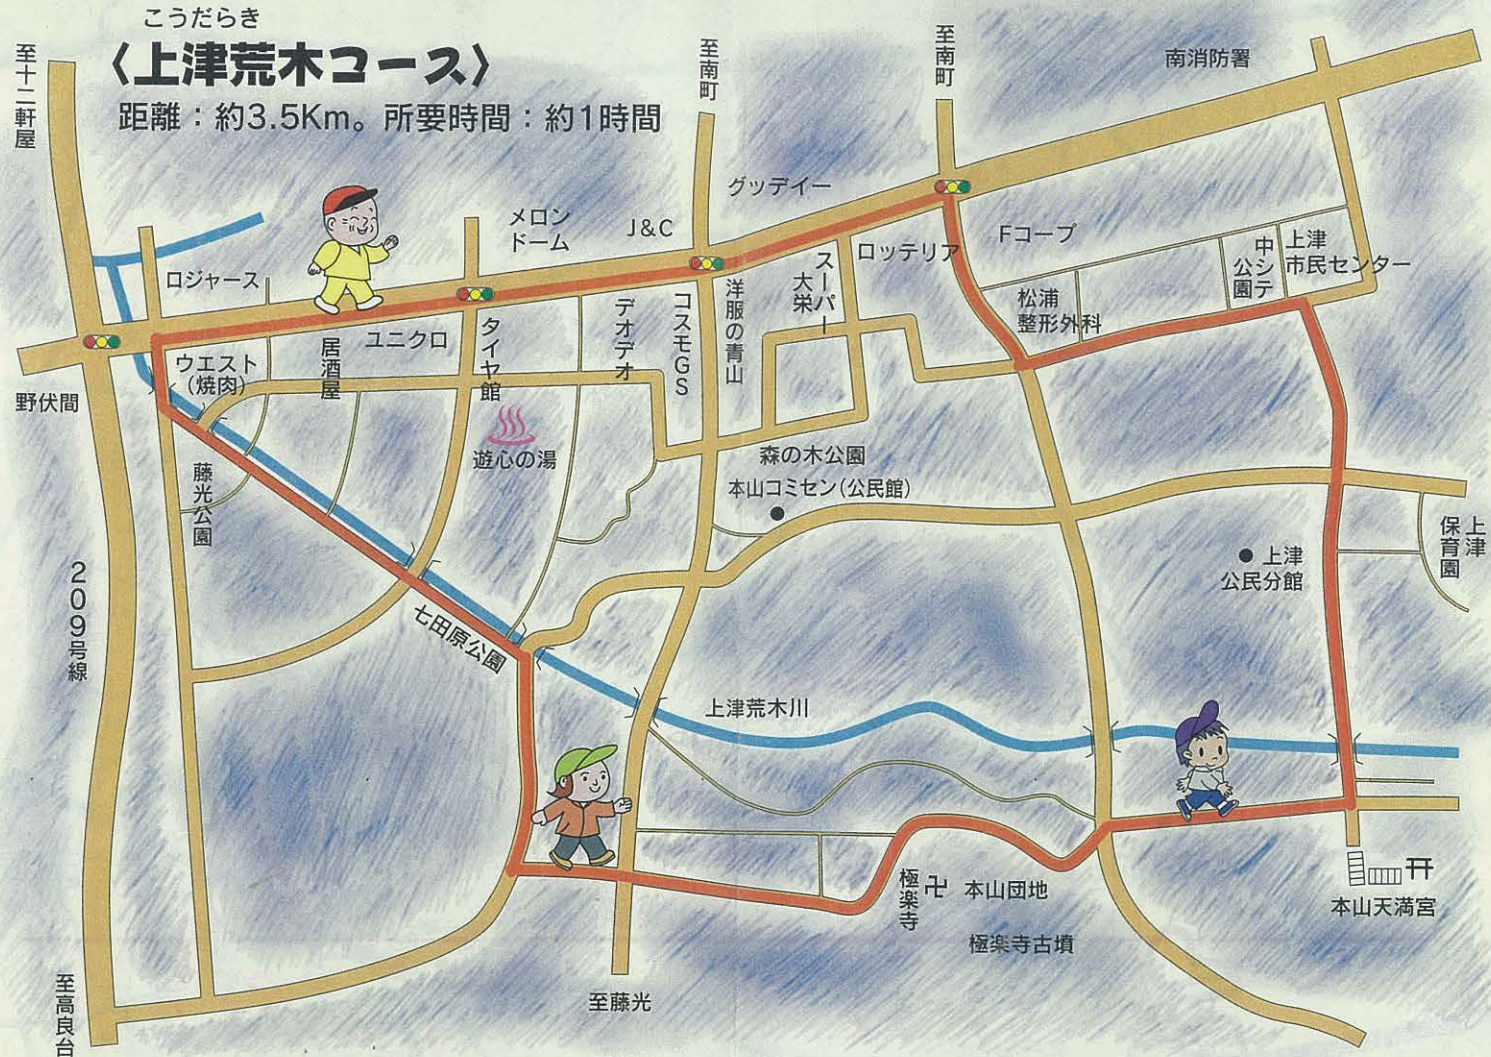 こうだらき
〈上津荒木コース〉
距離：約3.5Km。所要時間：約1時間
至十二軒屋
至南町
至南町
南消防署
グッデイー
メロン
ドーム
J&C
ロジャース
ロッテリア
Fコープ
スーパー
大栄
中央公園
上津
市民センター
松浦
整形外科
ウエスト
（焼肉）
居酒屋
ユニクロ
タイヤ館
デオデオ
コスモGS
洋服の青山
野伏間
遊心の湯
森の木公園
本山コミセン（公民館）
藤光公園
209号線
七田原公園
上津
公民分館
上津
保育園
上津荒木川
極楽寺
卍
本山団地
極楽寺古墳
本山天満宮
至藤光
至高良台